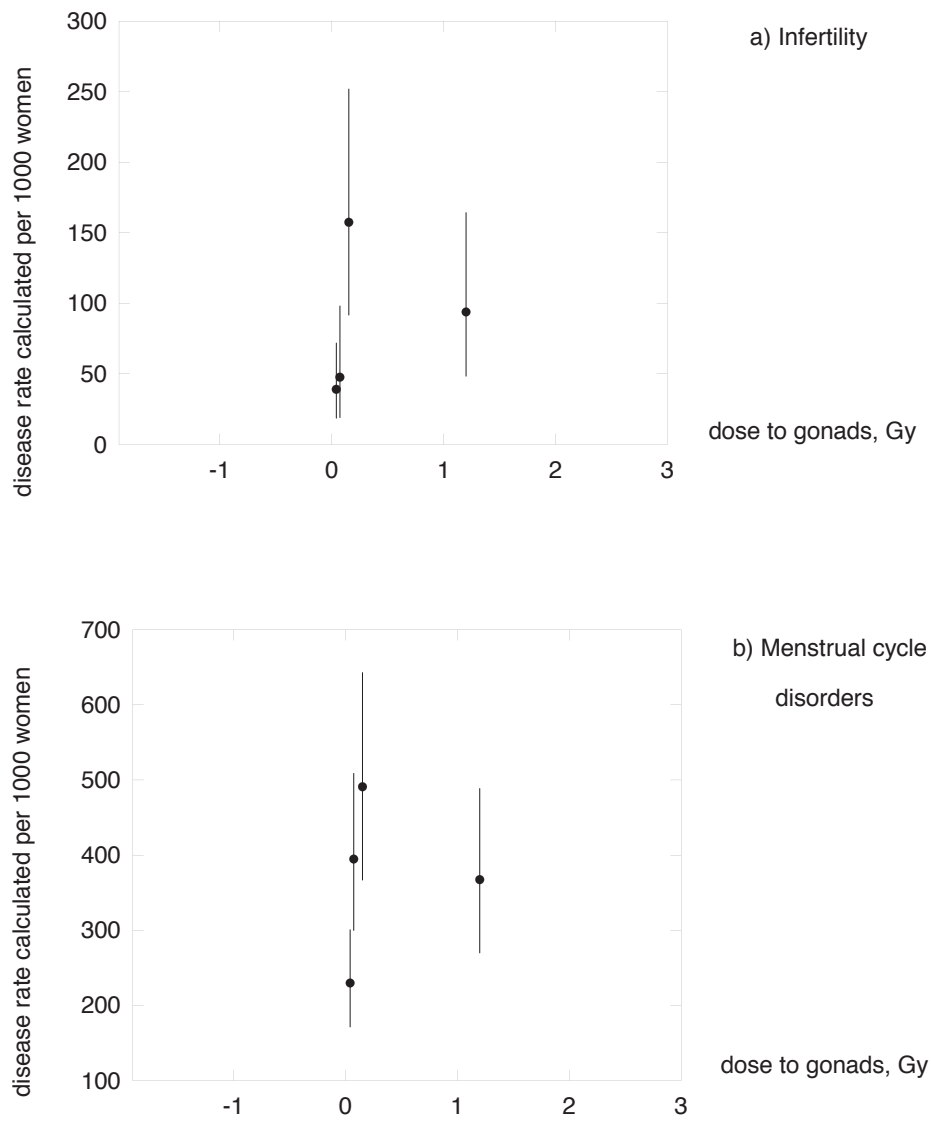 300
a) Infertility
250
200
150
100
50
0
disease rate calculated per 1000 women
dose to gonads, Gy
-1 0 1 2 3
700
b) Menstrual cycle
disorders
600
500
400
300
200
100
disease rate calculated per 1000 women
dose to gonads, Gy
-1 0 1 2 3